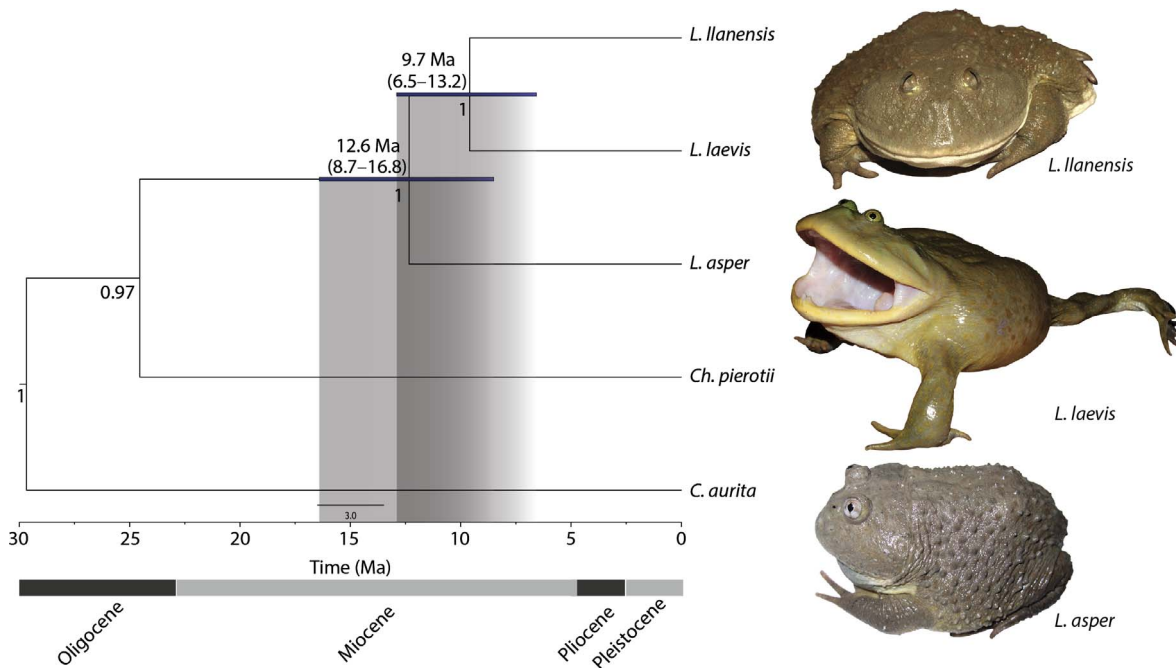 L. llanensis
9.7 Ma
(6.5–13.2)
1
L. laevis
12.6 Ma
(8.7–16.8)
1
L. asper
0.97
Ch. pierotii
1
C. aurita
3.0
30 25 20 15 10 5 0
Time (Ma)
Oligocene
Miocene
Pliocene
Pleistocene
L. llanensis
L. laevis
L. asper